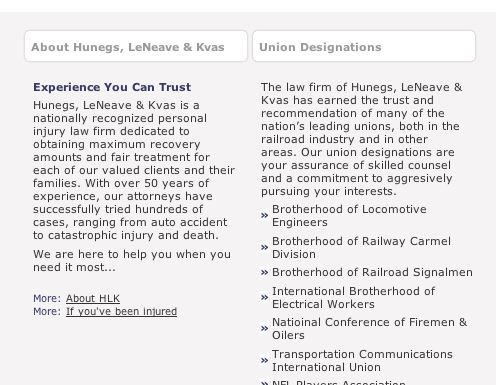 About Hunegs, LeNeave & Kvas
Experience You Can Trust
Hunegs, LeNeave & Kvas is a
nationally recognized personal
injury law firm dedicated to
obtaining maximum recovery
amounts and fair treatment for
each of our valued clients and their
families. With over 50 years of
experience, our attorneys have
successfully tried hundreds of
cases, ranging from auto accident
to catastrophic injury and death.
We are here to help you when you
need it most...
More: About HLK
More: If you've been injured
Union Designations
The law firm of Hunegs, LeNeave &
Kvas has earned the trust and
recommendation of many of the
nation's leading unions, both in the
railroad industry and in other
areas. Our union designations are
your assurance of skilled counsel
and a commitment to aggresively
pursuing your interests.
» Brotherhood of Locomotive
Engineers
» Brotherhood of Railway Carmel
Division
» Brotherhood of Railroad Signalmen
» International Brotherhood of
Electrical Workers
» Natioinal Conference of Firemen &
Oilers
» Transportation Communications
International Union
» NFL Players Association